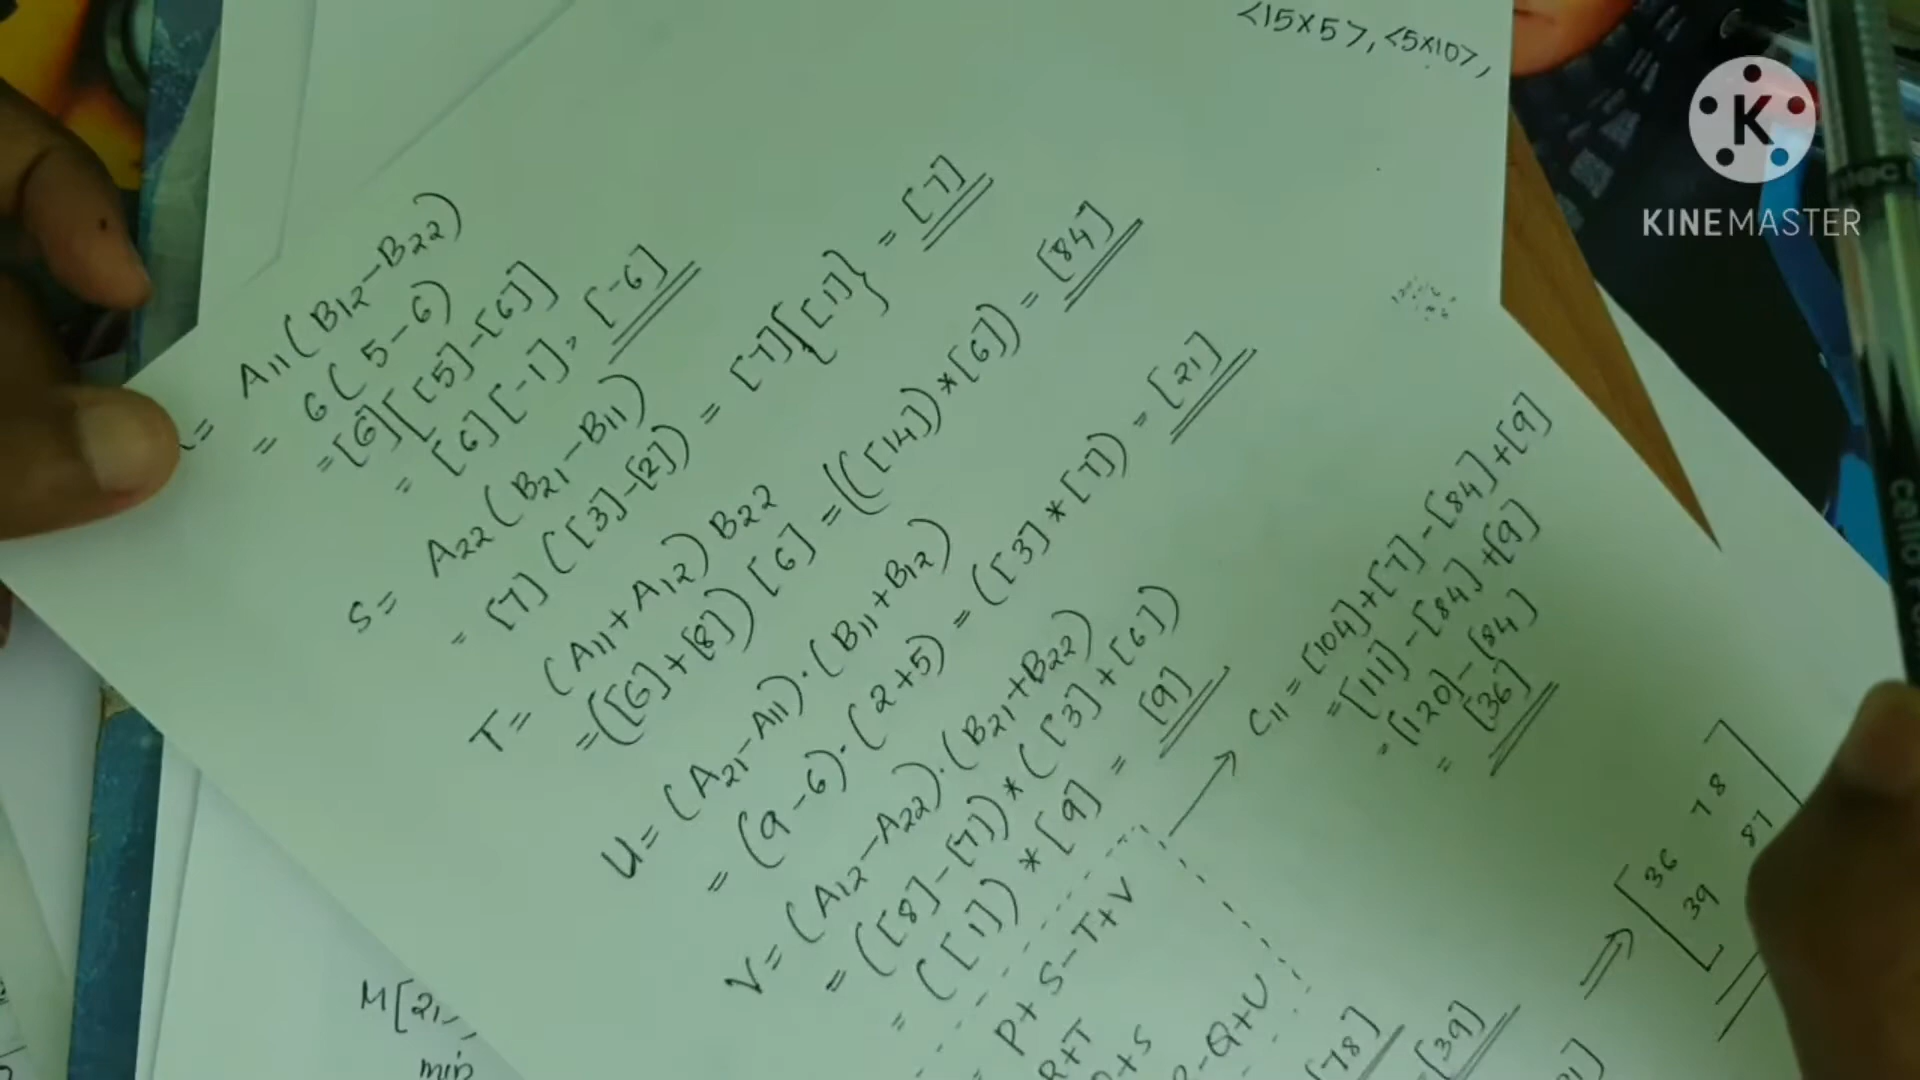 <15×5>, <5×10>,
KINEMASTER
= A11(B12-B22)
= 6(5-6)
=[6][[5]-[6]]
= [6][-1], [-6]
S= A22(B21-B11)
= [7]([3]-[2]) = [7]{[1]} = [7]
T= (A11+A12) B22
=([6]+[8])[6] =(([14])*[6]) = [84]
U= (A21-A11).(B11+B12)
= (9-6).(2+5) = ([3]*[7]) = [21]
V= (A12-A22).(B21+B22)
= ([8]-[7])*([3]+[6])
= ([1]) * [9] = [9]
P+S-T+V
R+T
+S
-Q+U
C11 = [104]+[7]-[84]+[9]
=[111]-[84]+[9]
=[120]-[84]
= [36]
[78]
[39]
36 78
39 87
M[21,
min
cello